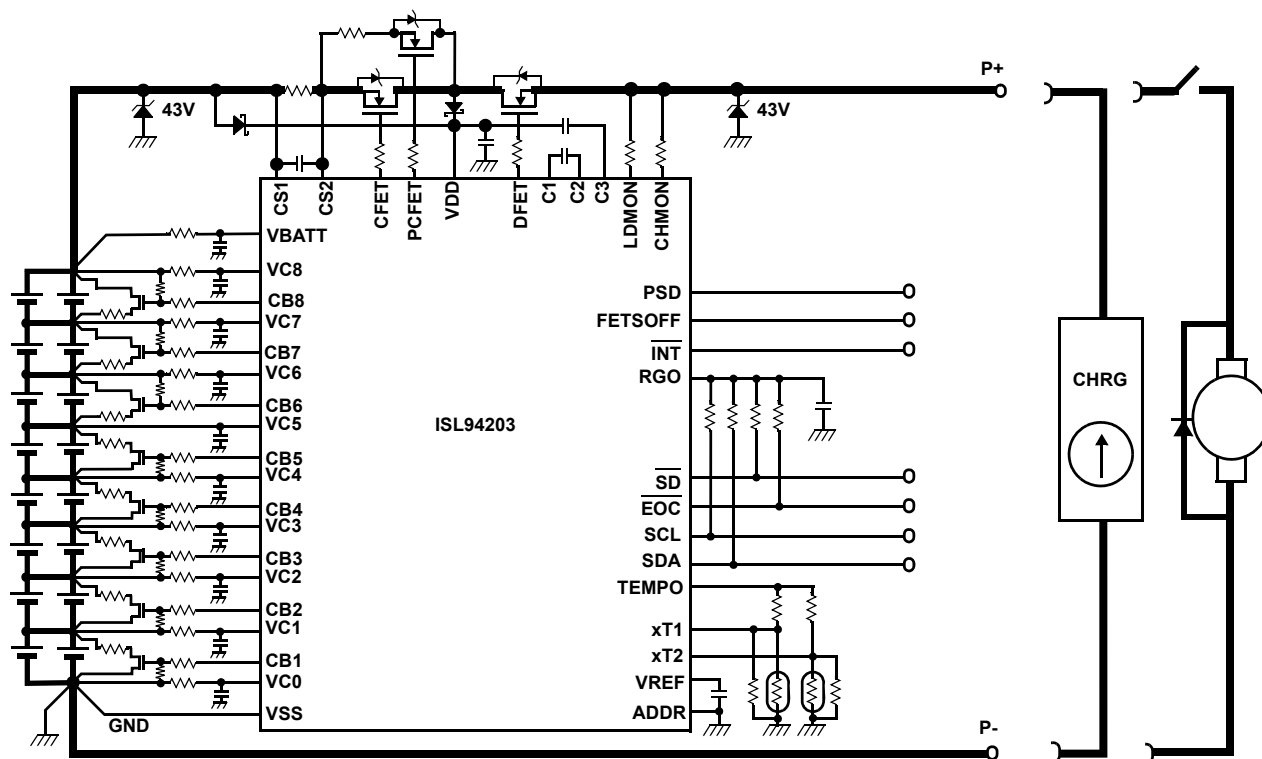 P+
43V
43V
CS1
CS2
CFET
PCFET
VDD
DFET
C1
C2
C3
LDMON
CHMON
VBATT
VC8
CB8
VC7
CB7
VC6
CB6
VC5
CB5
VC4
CB4
VC3
CB3
VC2
CB2
VC1
CB1
VC0
VSS
GND
ISL94203
PSD
FETSOFF
INT
RGO
SD
EOC
SCL
SDA
TEMPO
xT1
xT2
VREF
ADDR
CHRG
P-